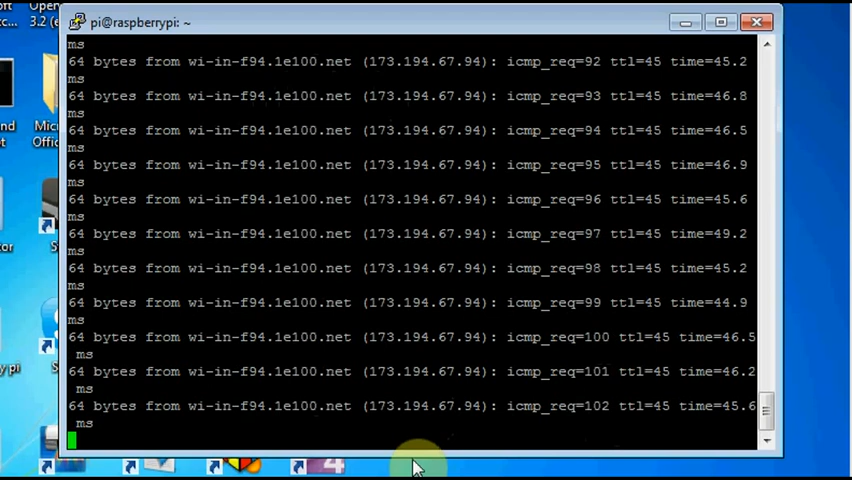 Open
3.2 (e
pi@raspberrypi: ~
ms
64 bytes from wi-in-f94.1e100.net (173.194.67.94): icmp_req=92 ttl=45 time=45.2
ms
64 bytes from wi-in-f94.1e100.net (173.194.67.94): icmp_req=93 ttl=45 time=46.8
ms
64 bytes from wi-in-f94.1e100.net (173.194.67.94): icmp_req=94 ttl=45 time=46.5
ms
64 bytes from wi-in-f94.1e100.net (173.194.67.94): icmp_req=95 ttl=45 time=46.9
ms
64 bytes from wi-in-f94.1e100.net (173.194.67.94): icmp_req=96 ttl=45 time=45.6
ms
64 bytes from wi-in-f94.1e100.net (173.194.67.94): icmp_req=97 ttl=45 time=49.2
ms
64 bytes from wi-in-f94.1e100.net (173.194.67.94): icmp_req=98 ttl=45 time=45.2
ms
64 bytes from wi-in-f94.1e100.net (173.194.67.94): icmp_req=99 ttl=45 time=44.9
ms
64 bytes from wi-in-f94.1e100.net (173.194.67.94): icmp_req=100 ttl=45 time=46.5
ms
64 bytes from wi-in-f94.1e100.net (173.194.67.94): icmp_req=101 ttl=45 time=46.2
ms
64 bytes from wi-in-f94.1e100.net (173.194.67.94): icmp_req=102 ttl=45 time=45.6
ms
nd
et
Micr
Offic
tor
y pi
4